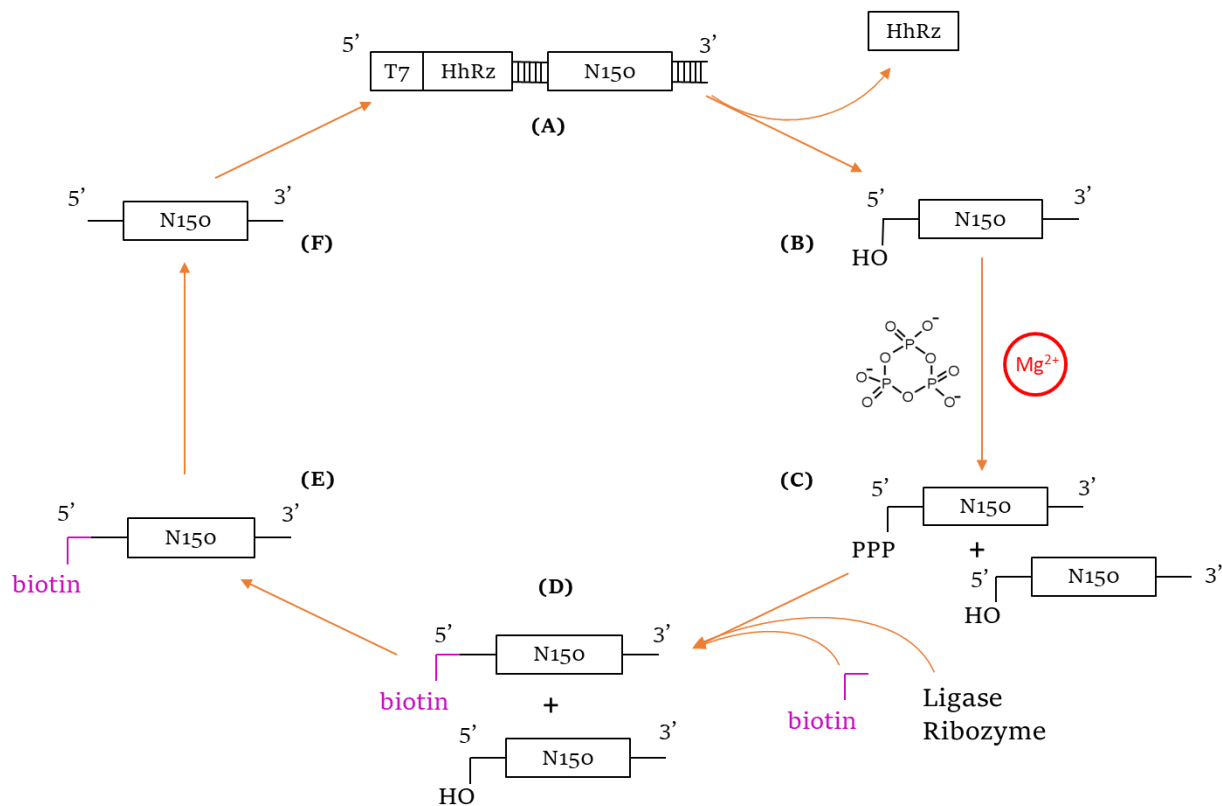 HhRz
5’ 3’
T7 HhRz N150
(A)
5’ 3’
N150
(F)
5’ 3’
N150
HO
(B)
O O⁻
P
O O
O⁻ P P O
O O O⁻
Mg²⁺
(E)
5’ 3’
N150
biotin
(C)
5’ 3’
N150
PPP
+
5’ 3’
N150
HO
(D)
5’ 3’
N150
biotin
+
5’ 3’
N150
HO
biotin
Ligase
Ribozyme